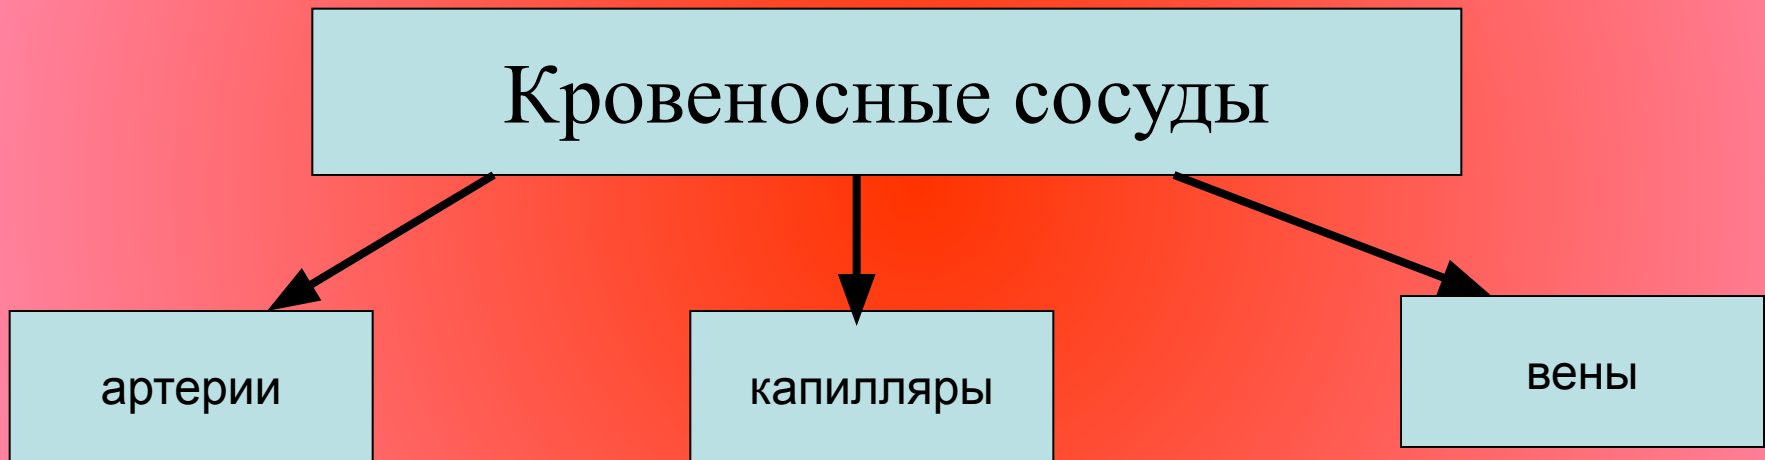 Кровеносные сосуды
артерии
капилляры
вены